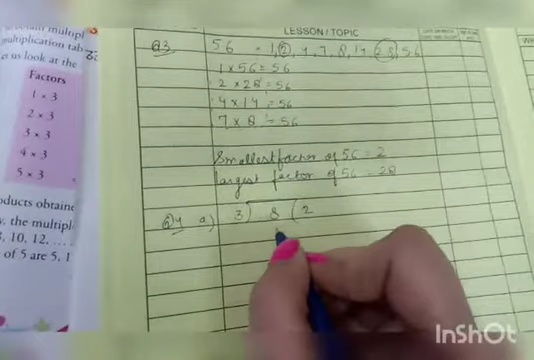 multiplication tab
us look at the
Factors
1 × 3
2 × 3
3 × 3
4 × 3
5 × 3
oducts obtaine
y, the multipl
8, 10, 12, ....
of 5 are 5, 1
LESSON / TOPIC
Q3 56 = 1, 2, 4, 7, 8, 14, 28, 56
1 × 56 = 56
2 × 28 = 56
4 × 14 = 56
7 × 8 = 56
Smallest factor of 56 = 2
largest factor of 56 = 28
Q4 a) 3) 8 (2
InShOt